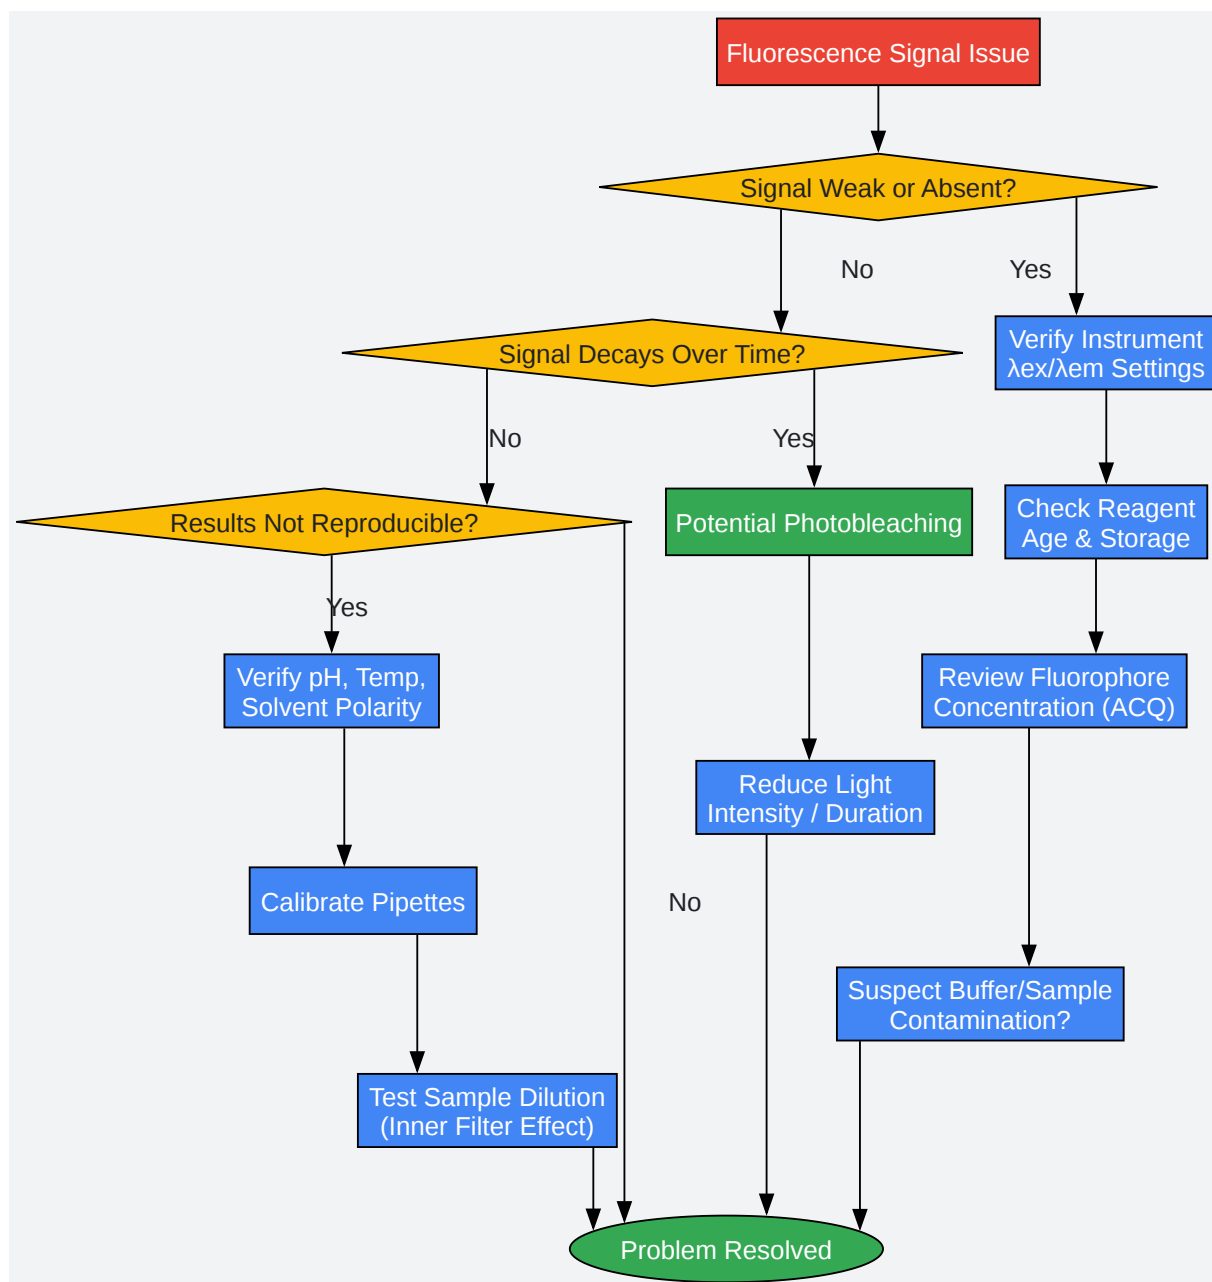 Fluorescence Signal Issue
Signal Weak or Absent?
No
Yes
Signal Decays Over Time?
Verify Instrument
λex/λem Settings
No
Yes
Results Not Reproducible?
Potential Photobleaching
Check Reagent
Age & Storage
Yes
Verify pH, Temp,
Solvent Polarity
Review Fluorophore
Concentration (ACQ)
Reduce Light
Intensity / Duration
Calibrate Pipettes
No
Suspect Buffer/Sample
Contamination?
Test Sample Dilution
(Inner Filter Effect)
Problem Resolved